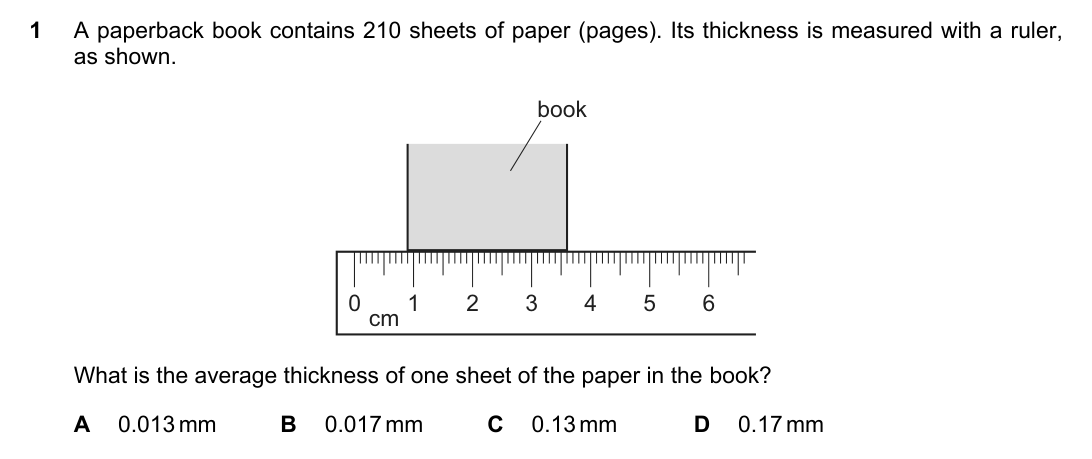 1 A paperback book contains 210 sheets of paper (pages). Its thickness is measured with a ruler,
as shown.
book
0 1 2 3 4 5 6
cm
What is the average thickness of one sheet of the paper in the book?
A 0.013 mm B 0.017 mm C 0.13 mm D 0.17 mm